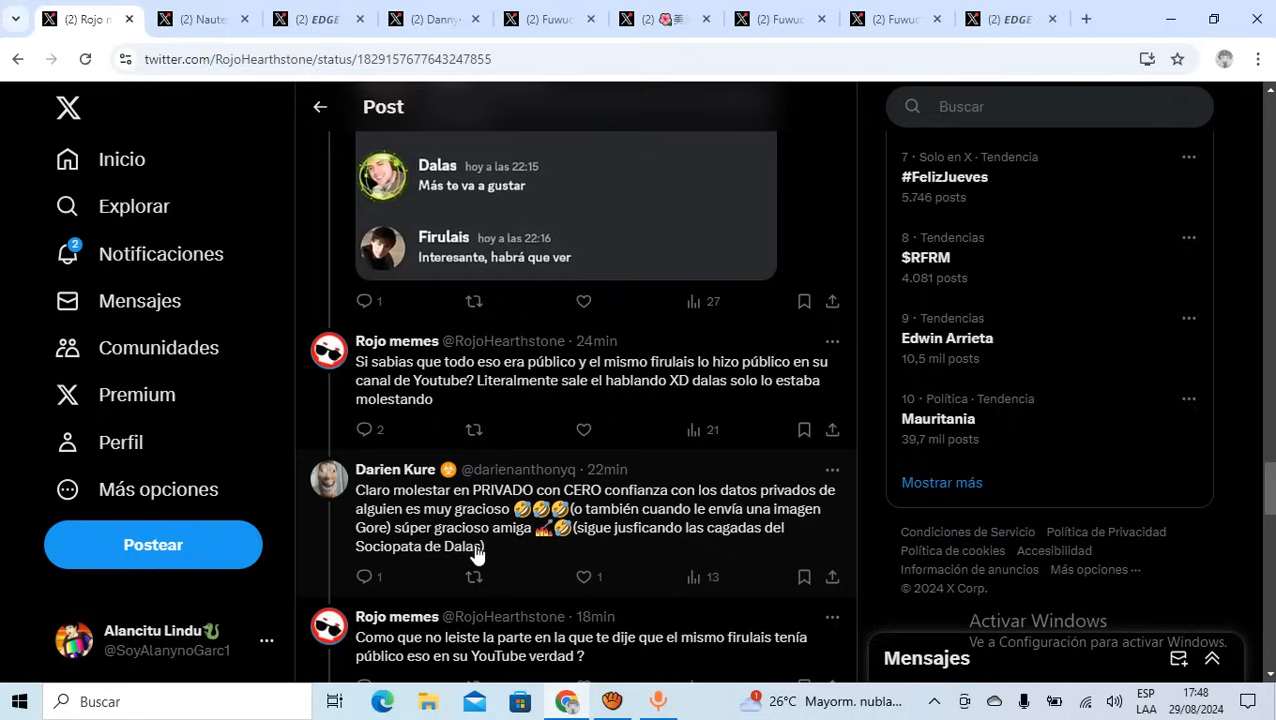 (2) Rojo m
(2) Naute
(2) EDGE
(2) Danny
(2) Fuwuc
(2) 🌺美
(2) Fuwuc
(2) Fuwuc
(2) EDGE
twitter.com/RojoHearthstone/status/1829157677643247855
Inicio
Explorar
2
Notificaciones
Mensajes
Comunidades
Premium
Perfil
Más opciones
Postear
Alancitu Lindu🐉
@SoyAlanynoGarc1
Post
Dalas hoy a las 22:15
Más te va a gustar
Firulais hoy a las 22:16
Interesante, habrá que ver
1 27
Rojo memes @RojoHearthstone · 24min
Si sabias que todo eso era público y el mismo firulais lo hizo público en su
canal de Youtube? Literalmente sale el hablando XD dalas solo lo estaba
molestando
2 21
Darien Kure ☣ @darienanthonyq · 22min
Claro molestar en PRIVADO con CERO confianza con los datos privados de
alguien es muy gracioso 🤣🤣🤣(o también cuando le envía una imagen
Gore) súper gracioso amiga 💅🤣(sigue jusficando las cagadas del
Sociopata de Dalas)
1 1 13
Rojo memes @RojoHearthstone · 18min
Como que no leiste la parte en la que te dije que el mismo firulais tenía
público eso en su YouTube verdad ?
Buscar
7 · Solo en X · Tendencia
#FelizJueves
5.746 posts
8 · Tendencias
$RFRM
4.081 posts
9 · Tendencias
Edwin Arrieta
10,5 mil posts
10 · Política · Tendencia
Mauritania
39,7 mil posts
Mostrar más
Condiciones de Servicio Política de Privacidad
Política de cookies Accesibilidad
Información de anuncios Más opciones ···
© 2024 X Corp.
Activar Windows
Ve a Configuración para activar Windows.
Mensajes
Buscar
1
26°C Mayorm. nubla...
ESP
LAA
17:48
29/08/2024